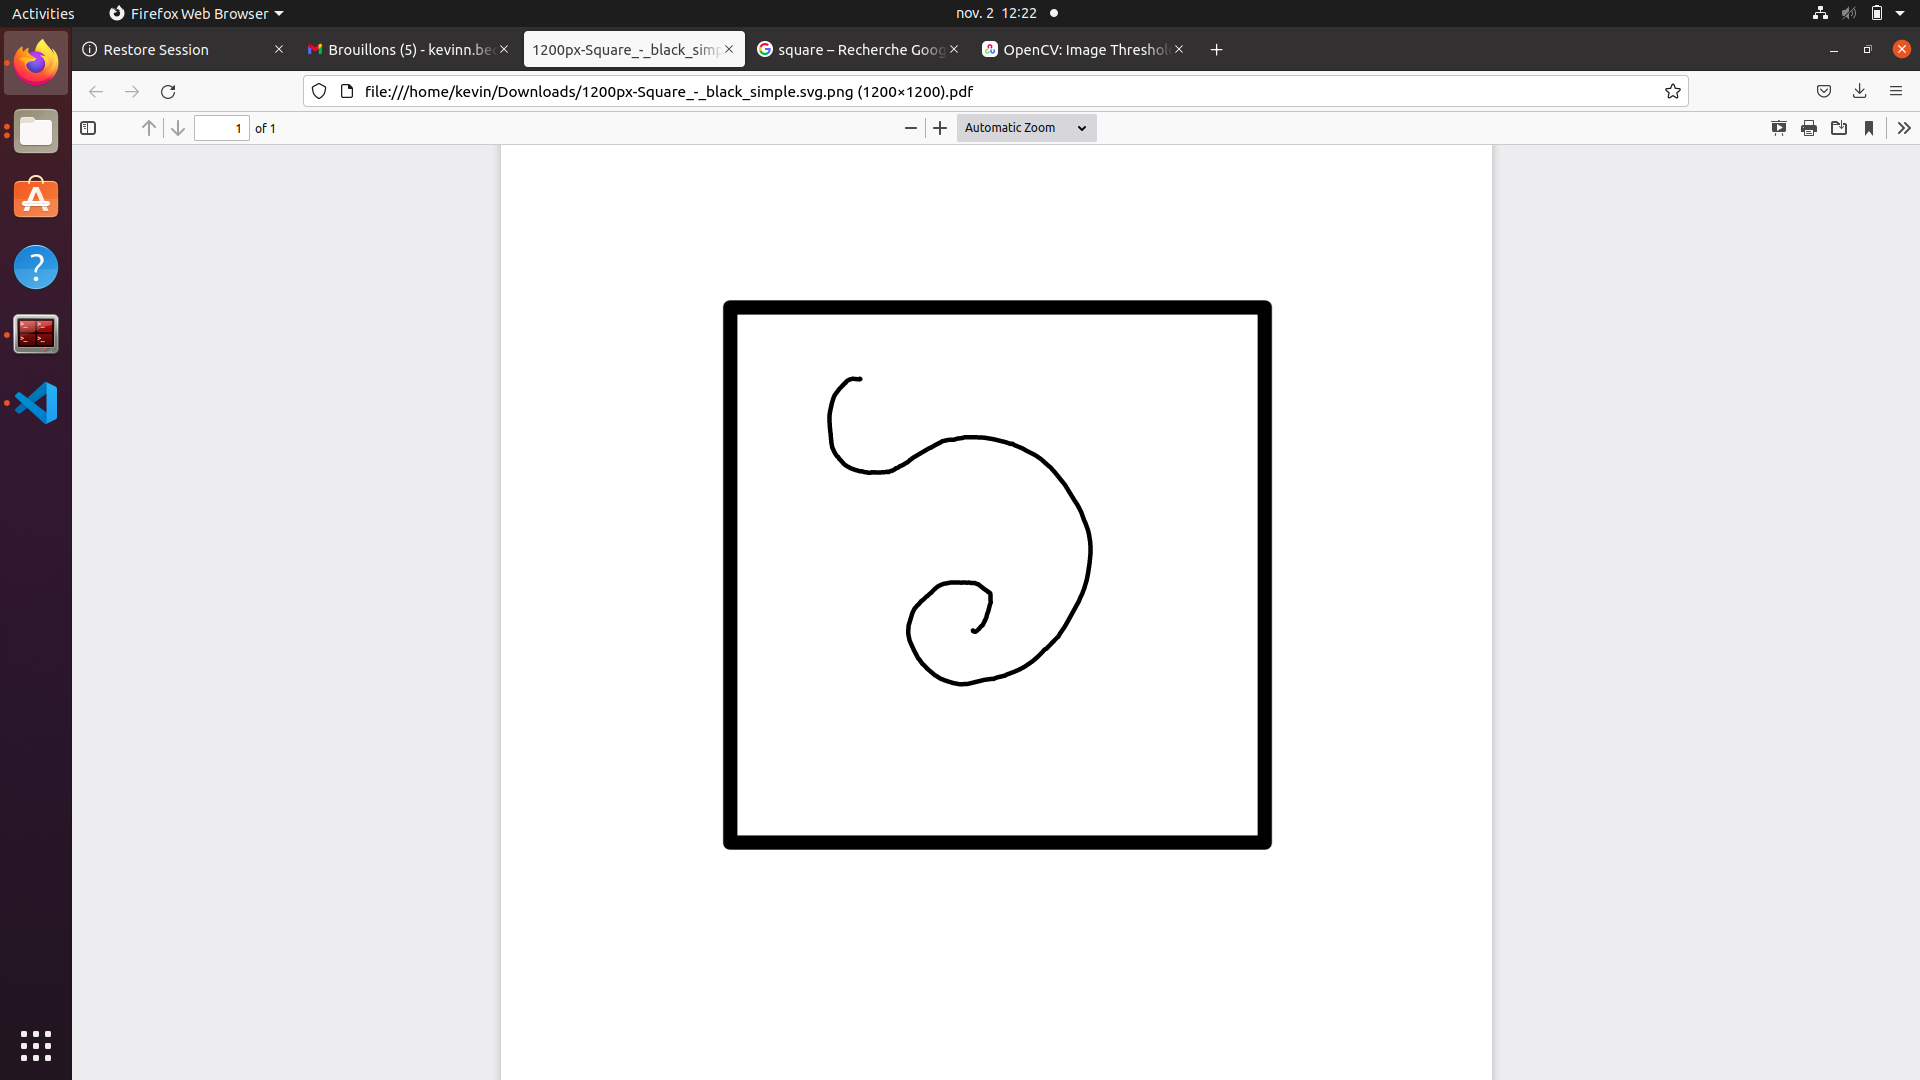 Activities Firefox Web Browser nov. 2 12:22
Restore Session Brouillons (5) - kevinn.be 1200px-Square_-_black_simp square – Recherche Goog OpenCV: Image Threshol
file:///home/kevin/Downloads/1200px-Square_-_black_simple.svg.png (1200×1200).pdf
1 of 1 Automatic Zoom